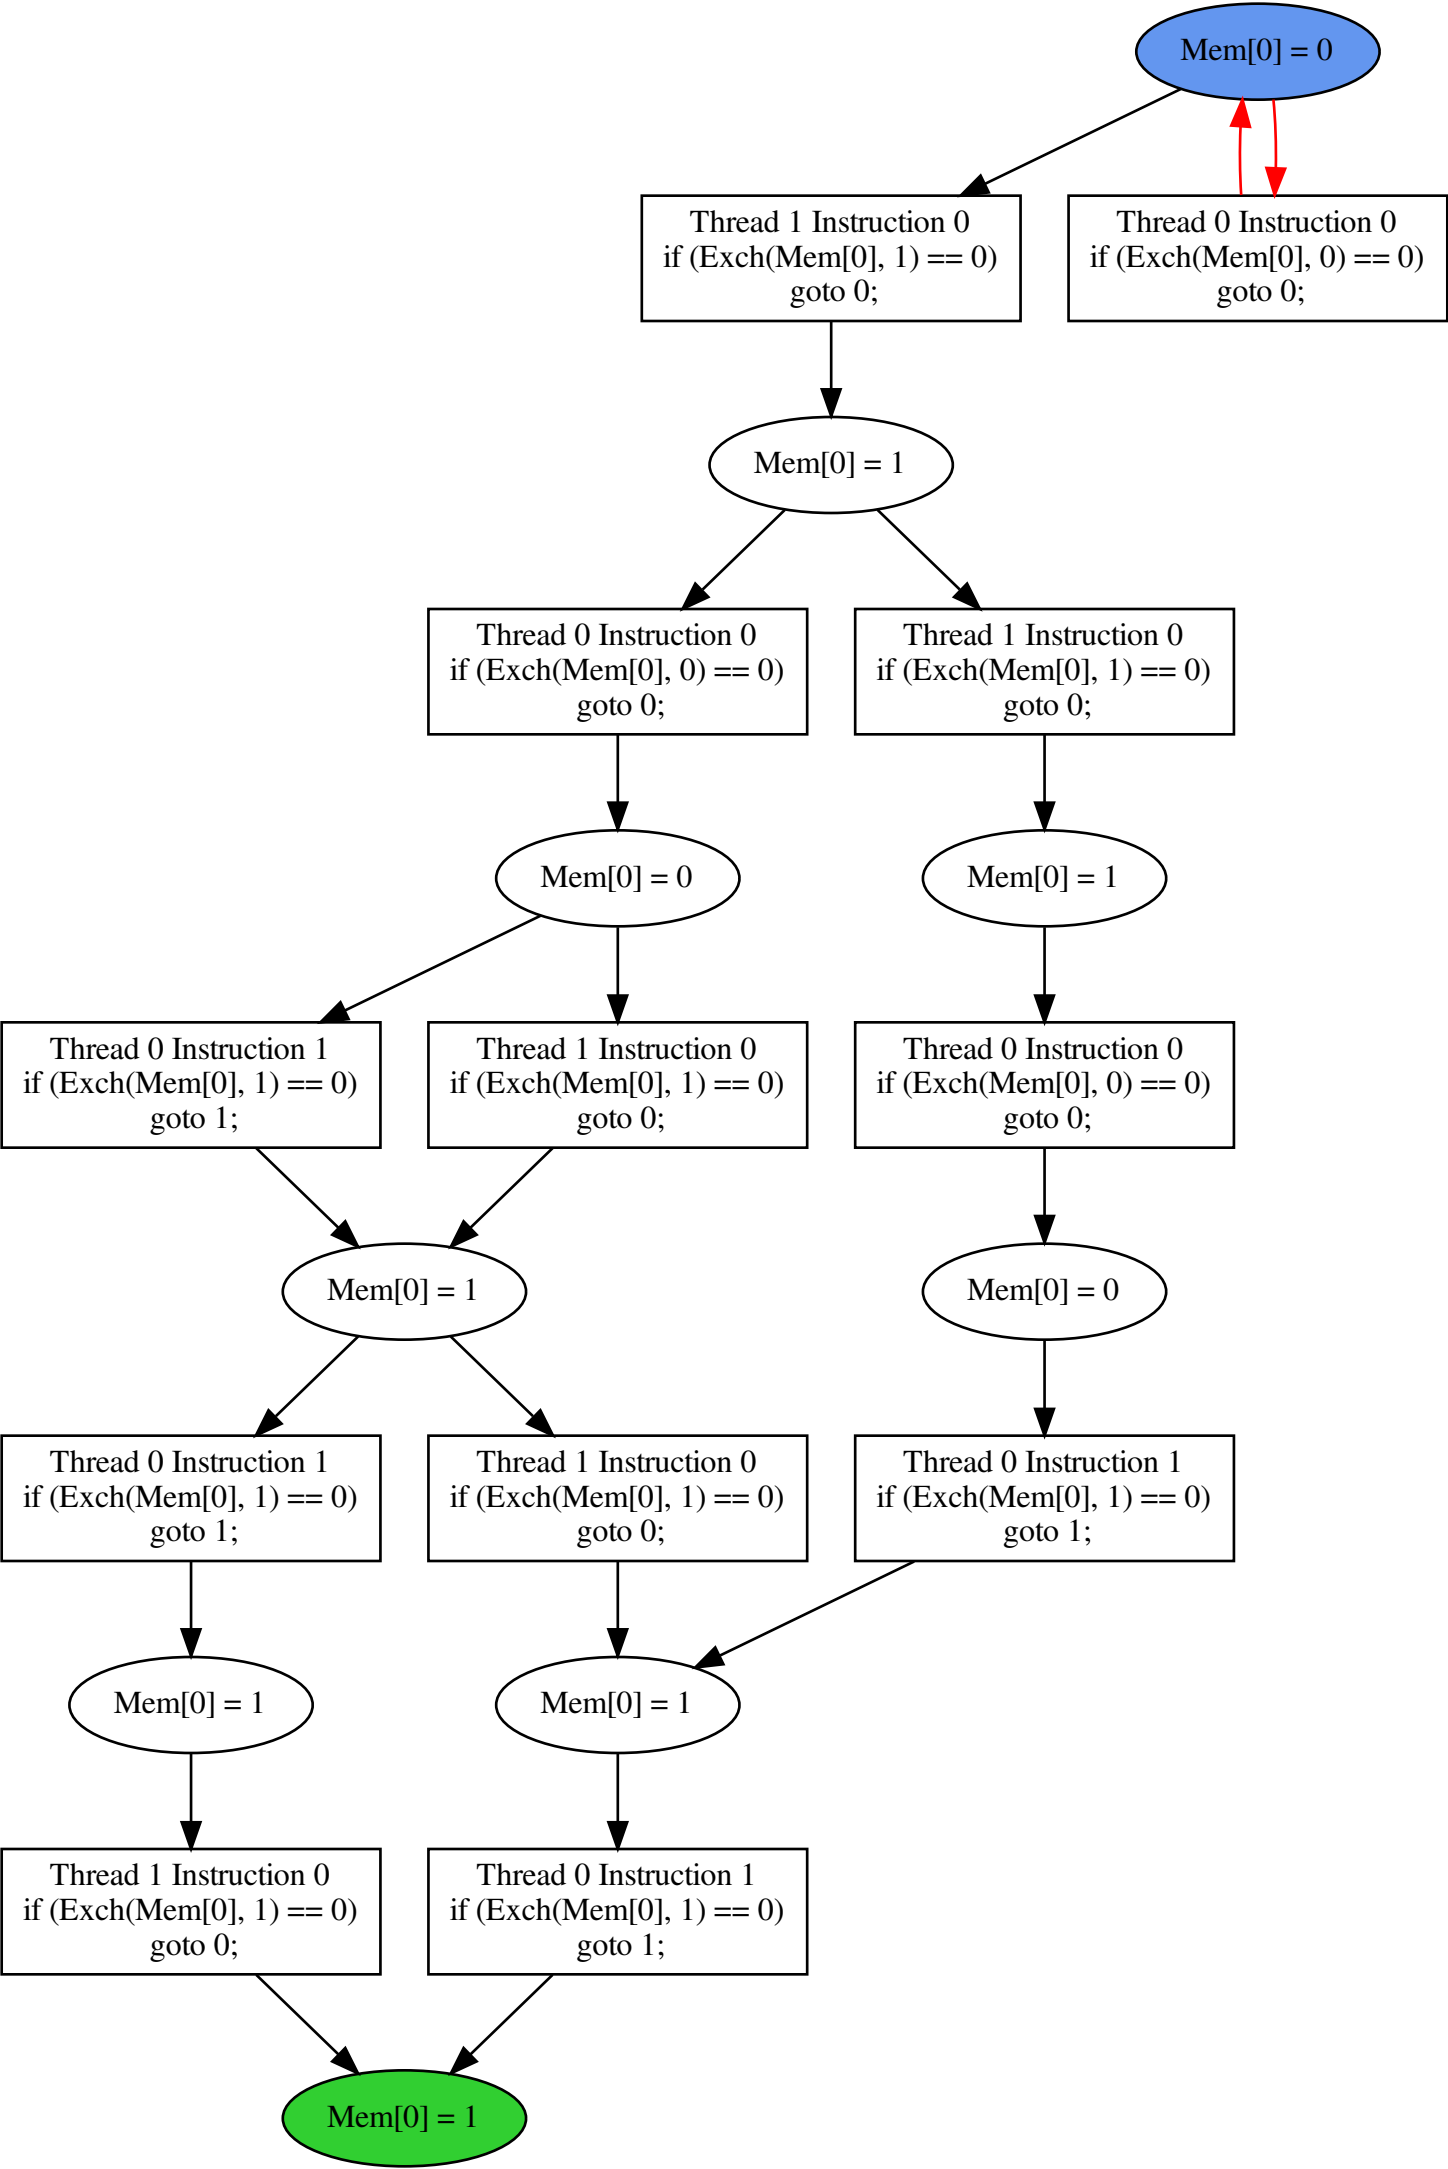 Mem[0] = 0
Thread 1 Instruction 0
if (Exch(Mem[0], 1) == 0)
goto 0;
Thread 0 Instruction 0
if (Exch(Mem[0], 0) == 0)
goto 0;
Mem[0] = 1
Thread 0 Instruction 0
if (Exch(Mem[0], 0) == 0)
goto 0;
Thread 1 Instruction 0
if (Exch(Mem[0], 1) == 0)
goto 0;
Mem[0] = 0
Mem[0] = 1
Thread 0 Instruction 1
if (Exch(Mem[0], 1) == 0)
goto 1;
Thread 1 Instruction 0
if (Exch(Mem[0], 1) == 0)
goto 0;
Thread 0 Instruction 0
if (Exch(Mem[0], 0) == 0)
goto 0;
Mem[0] = 1
Mem[0] = 0
Thread 0 Instruction 1
if (Exch(Mem[0], 1) == 0)
goto 1;
Thread 1 Instruction 0
if (Exch(Mem[0], 1) == 0)
goto 0;
Thread 0 Instruction 1
if (Exch(Mem[0], 1) == 0)
goto 1;
Mem[0] = 1
Mem[0] = 1
Thread 1 Instruction 0
if (Exch(Mem[0], 1) == 0)
goto 0;
Thread 0 Instruction 1
if (Exch(Mem[0], 1) == 0)
goto 1;
Mem[0] = 1